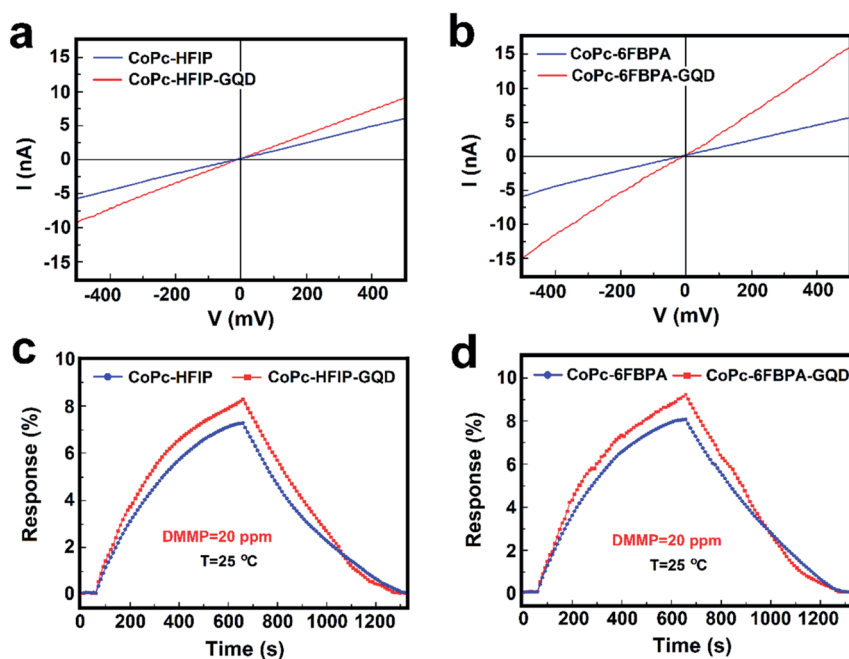 a
CoPc-HFIP
CoPc-HFIP-GQD
I (nA)
15
10
5
0
-5
-10
-15
-400 -200 0 200 400
V (mV)
b
CoPc-6FBPA
CoPc-6FBPA-GQD
I (nA)
15
10
5
0
-5
-10
-15
-400 -200 0 200 400
V (mV)
c
CoPc-HFIP CoPc-HFIP-GQD
Response (%)
10
8
6
4
2
0
DMMP=20 ppm
T=25 °C
0 200 400 600 800 1000 1200
Time (s)
d
CoPc-6FBPA CoPc-6FBPA-GQD
Response (%)
10
8
6
4
2
0
DMMP=20 ppm
T=25 °C
0 200 400 600 800 1000 1200
Time (s)